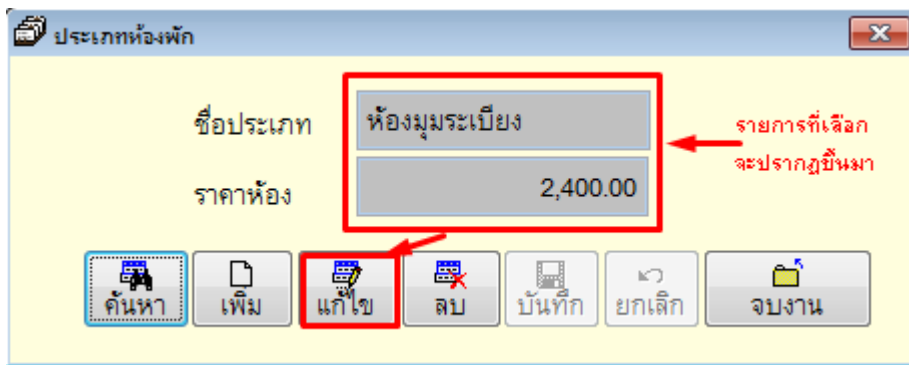 ประเภทห้องพัก
ชื่อประเภท ห้องมุมระเบียง
รายการที่เลือก
จะปรากฏขึ้นมา
ราคาห้อง 2,400.00
ค้นหา เพิ่ม แก้ไข ลบ บันทึก ยกเลิก จบงาน